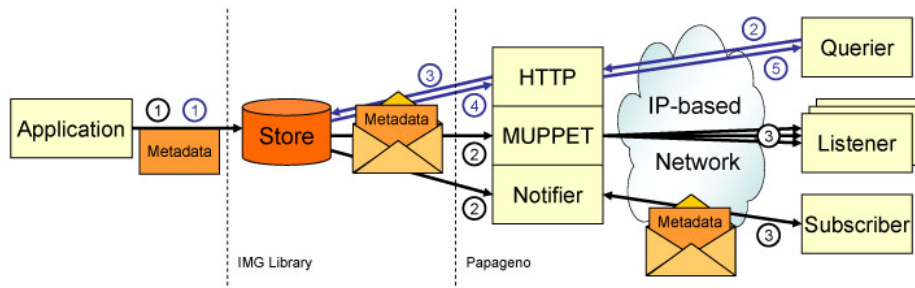 Application
1 1
Metadata
Store
IMG Library
3
4
Metadata
2
2
HTTP
MUPPET
Notifier
Papageno
2
5
IP-based
Network
3
Metadata
3
Querier
Listener
Subscriber